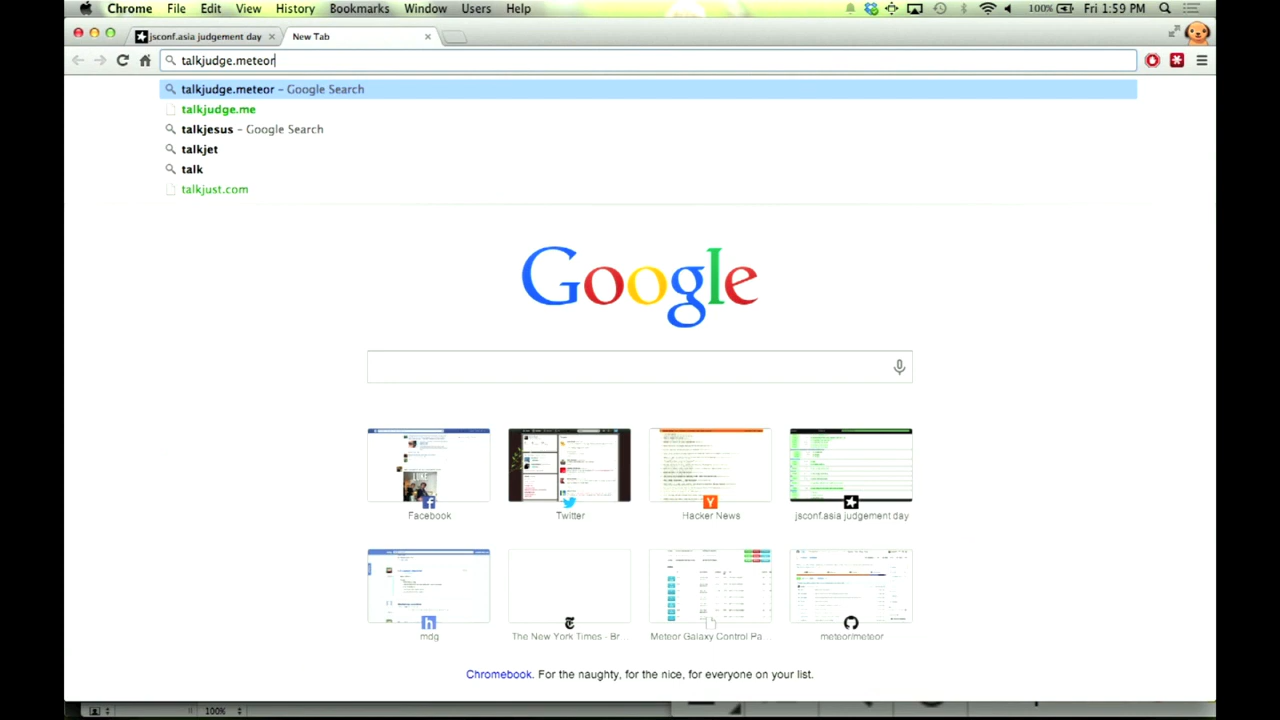 Chrome File Edit View History Bookmarks Window Users Help 100% Fri 1:59 PM
jsconf.asia judgement day New Tab
talkjudge.meteor
talkjudge.meteor – Google Search
talkjudge.me
talkjesus – Google Search
talkjet
talk
talkjust.com
Google
Facebook Twitter Hacker News jsconf.asia judgement day
mdg The New York Times - Br... Meteor Galaxy Control Pa... meteor/meteor
Chromebook. For the naughty, for the nice, for everyone on your list.
100%